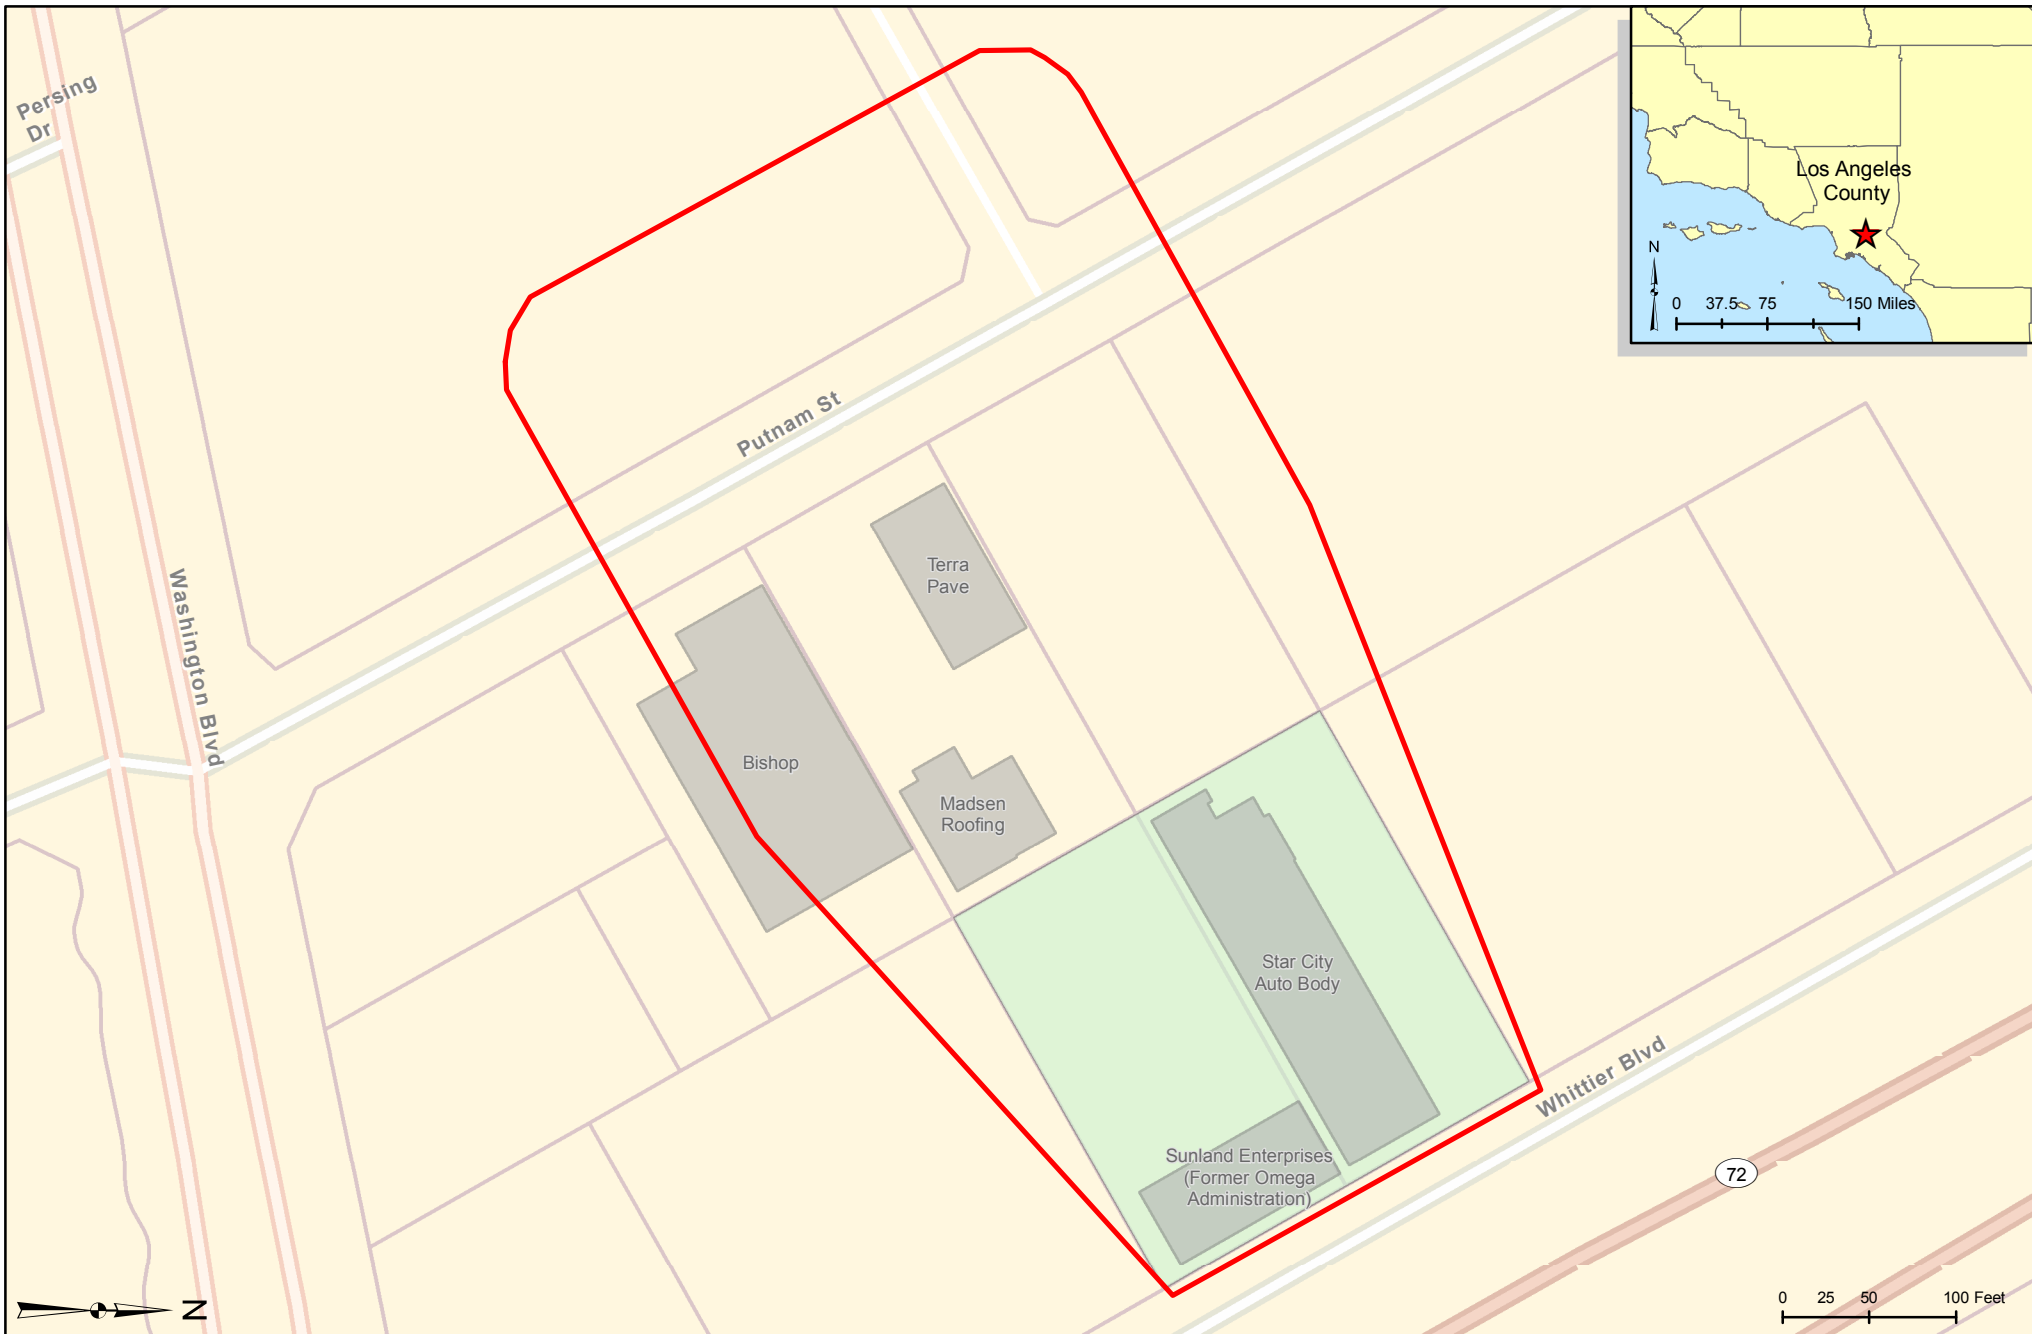 Persing
Dr
Los Angeles
County
N
0 37.5 75 150 Miles
Putnam St
Terra
Pave
Washington Blvd
Bishop
Madsen
Roofing
Star City
Auto Body
Whittier Blvd
Sunland Enterprises
(Former Omega
Administration)
72
N
0 25 50 100 Feet